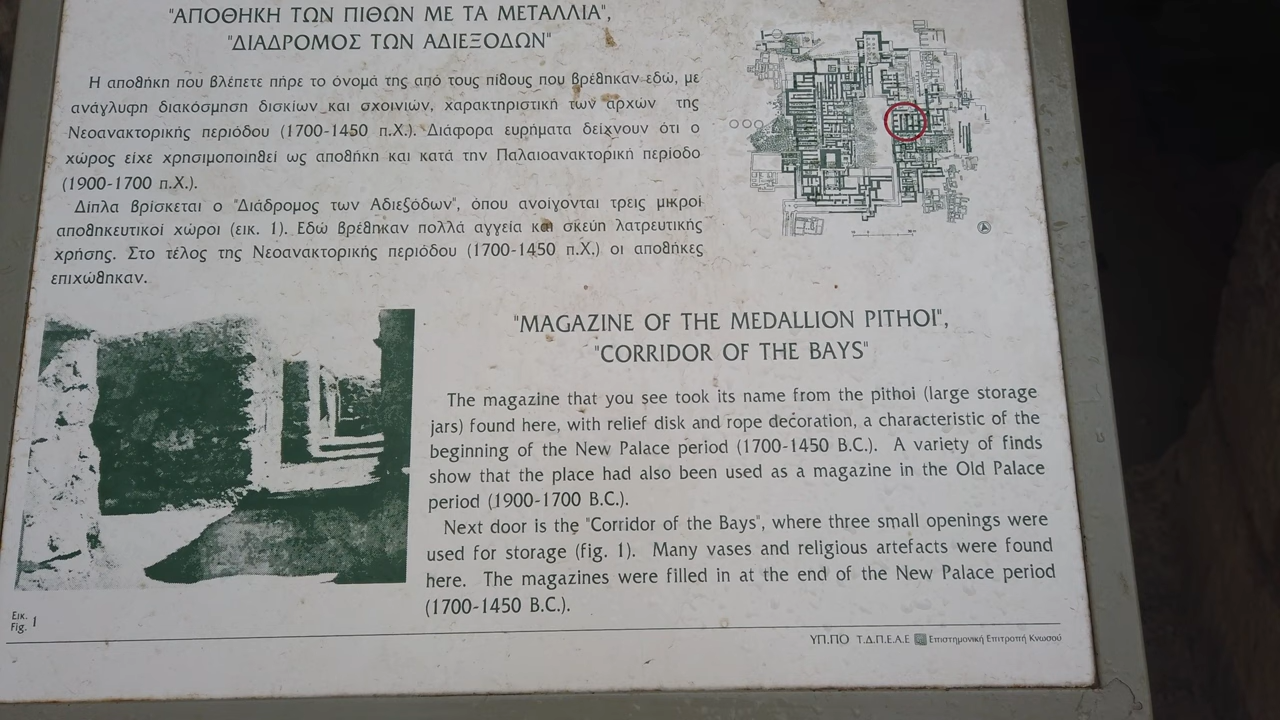 "ΑΠΟΘΗΚΗ ΤΩΝ ΠΙΘΩΝ ΜΕ ΤΑ ΜΕΤΑΛΛΙΑ",
"ΔΙΑΔΡΟΜΟΣ ΤΩΝ ΑΔΙΕΞΟΔΩΝ"
Η αποθήκη που βλέπετε πήρε το όνομά της από τους πίθους που βρέθηκαν εδώ, με
ανάγλυφη διακόσμηση δισκίων και σχοινιών, χαρακτηριστική των αρχών της
Νεοανακτορικής περιόδου (1700-1450 π.Χ.). Διάφορα ευρήματα δείχνουν ότι ο
χώρος είχε χρησιμοποιηθεί ως αποθήκη και κατά την Παλαιοανακτορική περίοδο
(1900-1700 π.Χ.).
Δίπλα βρίσκεται ο "Διάδρομος των Αδιεξόδων", όπου ανοίγονται τρεις μικροί
αποθηκευτικοί χώροι (εικ. 1). Εδώ βρέθηκαν πολλά αγγεία και σκεύη λατρευτικής
χρήσης. Στο τέλος της Νεοανακτορικής περιόδου (1700-1450 π.Χ.) οι αποθήκες
επιχώθηκαν.
"MAGAZINE OF THE MEDALLION PITHOI",
"CORRIDOR OF THE BAYS"
The magazine that you see took its name from the pithoi (large storage
jars) found here, with relief disk and rope decoration, a characteristic of the
beginning of the New Palace period (1700-1450 B.C.). A variety of finds
show that the place had also been used as a magazine in the Old Palace
period (1900-1700 B.C.).
Next door is the "Corridor of the Bays", where three small openings were
used for storage (fig. 1). Many vases and religious artefacts were found
here. The magazines were filled in at the end of the New Palace period
(1700-1450 B.C.).
Εικ.
Fig. 1
ΥΠ.ΠΟ Τ.Δ.Π.Ε.Α.Ε Επιστημονική Επιτροπή Κνωσού